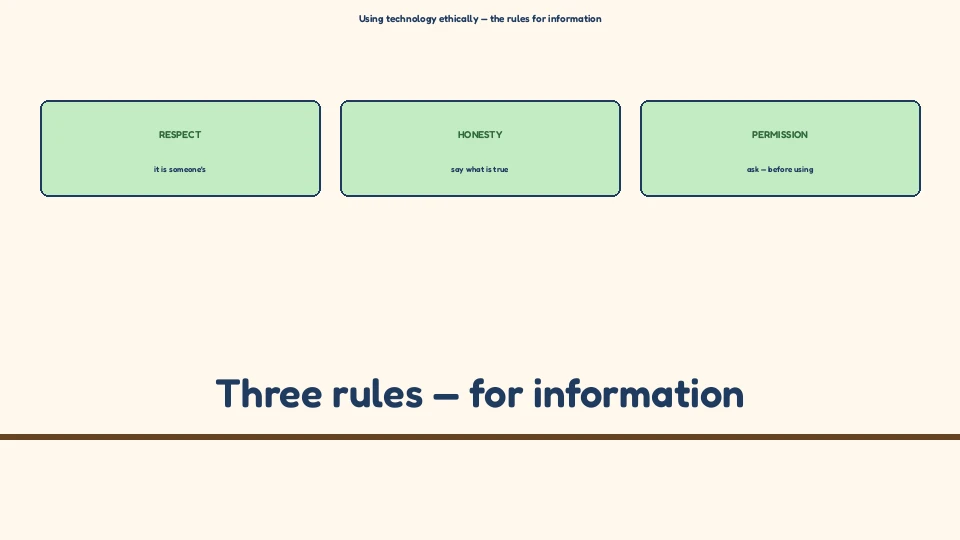 Using technology ethically — the rules for information
RESPECT
it is someone's
HONESTY
say what is true
PERMISSION
ask — before using
Three rules — for information